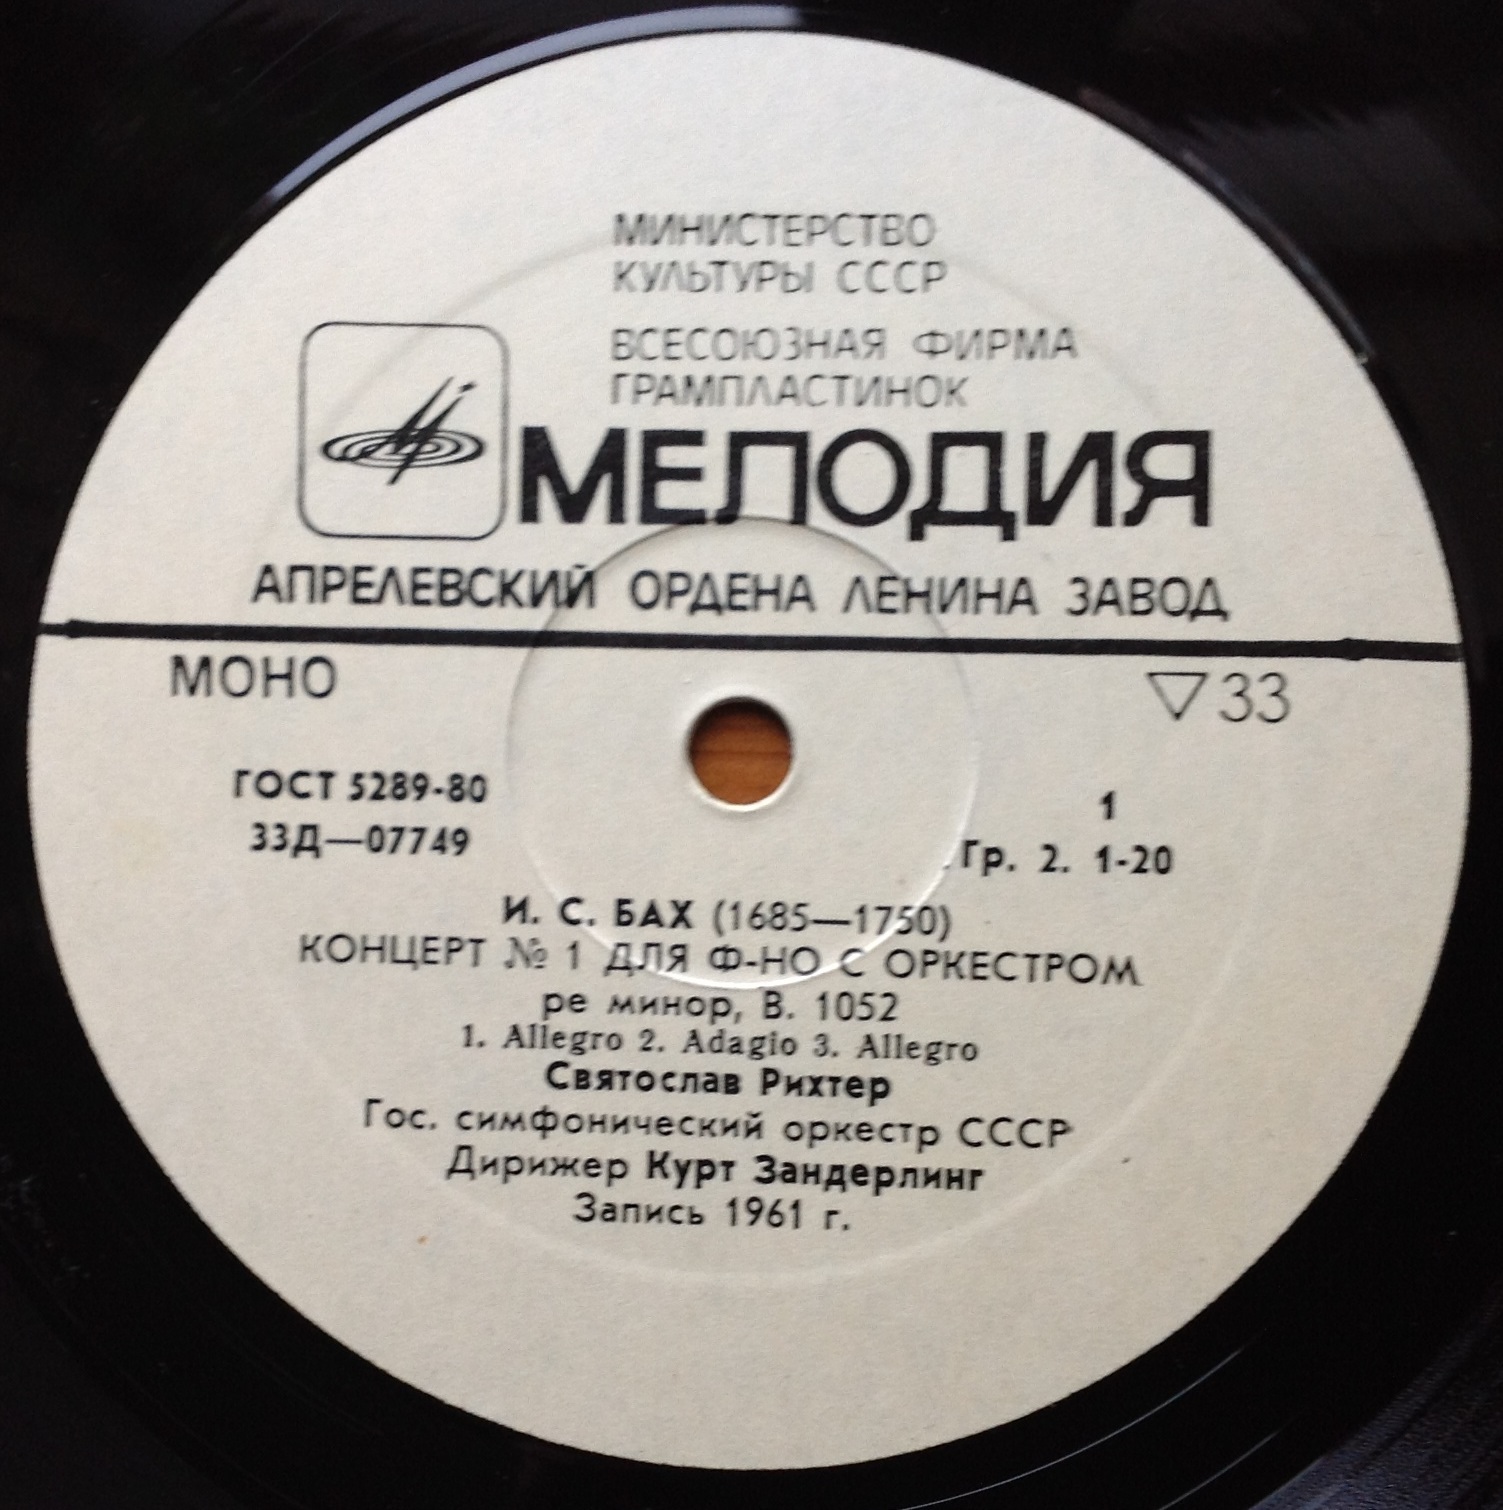 МИНИСТЕРСТВО
КУЛЬТУРЫ СССР
ВСЕСОЮЗНАЯ ФИРМА
ГРАМПЛАСТИНОК
МЕЛОДИЯ
АПРЕЛЕВСКИЙ ОРДЕНА ЛЕНИНА ЗАВОД
МОНО ▽33
ГОСТ 5289-80
33Д—07749
1
Гр. 2. 1-20
И. С. БАХ (1685—1750)
КОНЦЕРТ № 1 ДЛЯ Ф-НО С ОРКЕСТРОМ
ре минор, В. 1052
1. Allegro 2. Adagio 3. Allegro
Святослав Рихтер
Гос. симфонический оркестр СССР
Дирижер Курт Зандерлинг
Запись 1961 г.